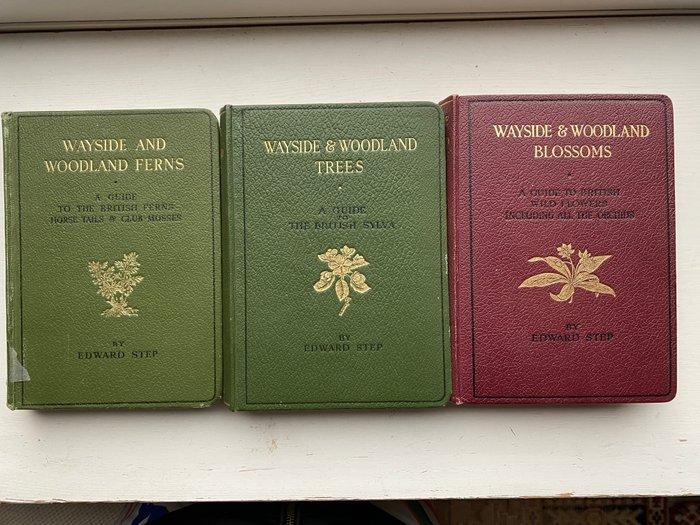 WAYSIDE AND
WOODLAND FERNS
A GUIDE
TO THE BRITISH FERNS
HORSE TAILS & CLUB MOSSES
BY
EDWARD STEP
WAYSIDE & WOODLAND
TREES
A GUIDE
TO
THE BRITISH SYLVA
BY
EDWARD STEP
WAYSIDE & WOODLAND
BLOSSOMS
A GUIDE TO BRITISH
WILD FLOWERS
INCLUDING ALL THE ORCHIDS
BY
EDWARD STEP